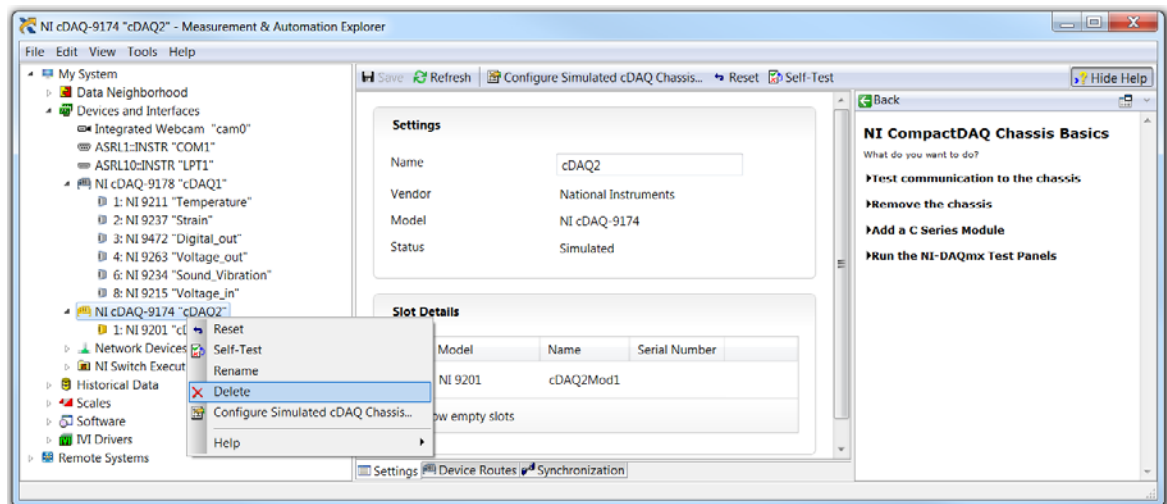 NI cDAQ-9174 "cDAQ2" - Measurement & Automation Explorer
File Edit View Tools Help
My System
Data Neighborhood
Devices and Interfaces
Integrated Webcam "cam0"
ASRL1::INSTR "COM1"
ASRL10::INSTR "LPT1"
NI cDAQ-9178 "cDAQ1"
1: NI 9211 "Temperature"
2: NI 9237 "Strain"
3: NI 9472 "Digital_out"
4: NI 9263 "Voltage_out"
6: NI 9234 "Sound_Vibration"
8: NI 9215 "Voltage_in"
NI cDAQ-9174 "cDAQ2"
1: NI 9201
Network Devices
NI Switch Execut
Historical Data
Scales
Software
IVI Drivers
Remote Systems
Reset
Self-Test
Rename
Delete
Configure Simulated cDAQ Chassis...
Help
Save Refresh Configure Simulated cDAQ Chassis... Reset Self-Test
Hide Help
Settings
Name cDAQ2
Vendor National Instruments
Model NI cDAQ-9174
Status Simulated
Slot Details
Model Name Serial Number
NI 9201 cDAQ2Mod1
ow empty slots
Settings Device Routes Synchronization
Back
NI CompactDAQ Chassis Basics
What do you want to do?
Test communication to the chassis
Remove the chassis
Add a C Series Module
Run the NI-DAQmx Test Panels